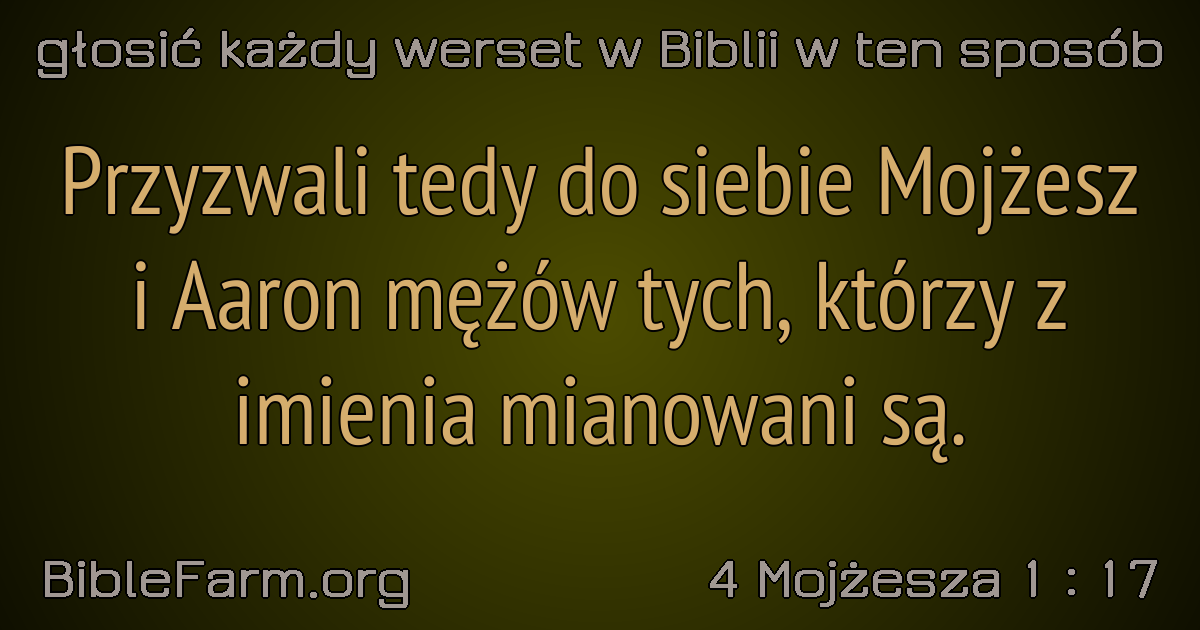 głosić każdy werset w Biblii w ten sposób
Przyzwali tedy do siebie Mojżesz
i Aaron mężów tych, którzy z
imienia mianowani są.
BibleFarm.org
4 Mojżesza 1 : 17